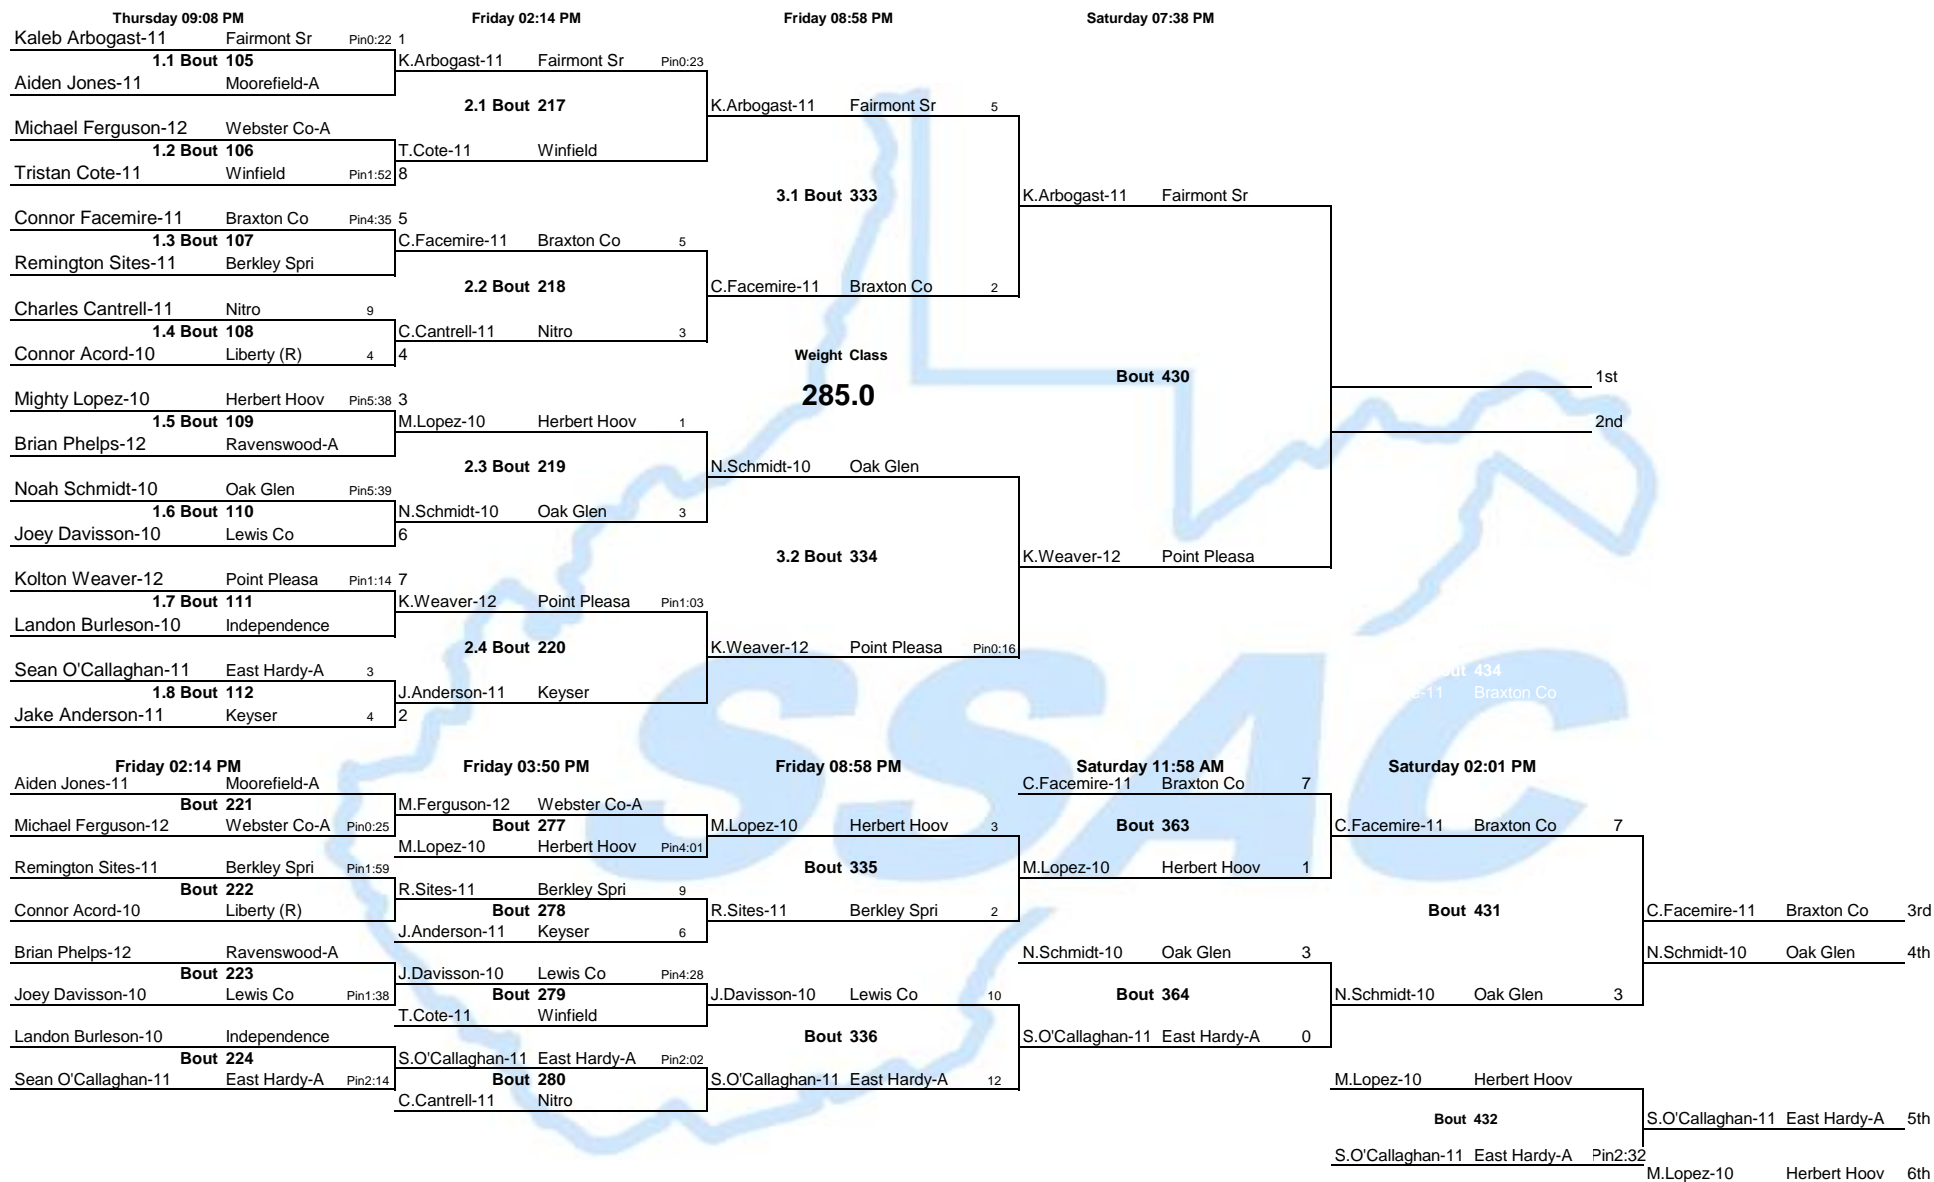 Thursday 09:08 PM Friday 02:14 PM Friday 08:58 PM Saturday 07:38 PM
Kaleb Arbogast-11 Fairmont Sr Pin0:22 1
1.1 Bout 105 K.Arbogast-11 Fairmont Sr Pin0:23
Aiden Jones-11 Moorefield-A
2.1 Bout 217 K.Arbogast-11 Fairmont Sr 5
Michael Ferguson-12 Webster Co-A
1.2 Bout 106 T.Cote-11 Winfield
Tristan Cote-11 Winfield Pin1:52 8
3.1 Bout 333 K.Arbogast-11 Fairmont Sr
Connor Facemire-11 Braxton Co Pin4:35 5
1.3 Bout 107 C.Facemire-11 Braxton Co 5
Remington Sites-11 Berkley Spri
2.2 Bout 218 C.Facemire-11 Braxton Co 2
Charles Cantrell-11 Nitro 9
1.4 Bout 108 C.Cantrell-11 Nitro 3
Connor Acord-10 Liberty (R) 4 4 Weight Class
Bout 430 1st
Mighty Lopez-10 Herbert Hoov Pin5:38 3 285.0
1.5 Bout 109 M.Lopez-10 Herbert Hoov 1 2nd
Brian Phelps-12 Ravenswood-A
2.3 Bout 219 N.Schmidt-10 Oak Glen
Noah Schmidt-10 Oak Glen Pin5:39
1.6 Bout 110 N.Schmidt-10 Oak Glen 3
Joey Davisson-10 Lewis Co 6
3.2 Bout 334 K.Weaver-12 Point Pleasa
Kolton Weaver-12 Point Pleasa Pin1:14 7
1.7 Bout 111 K.Weaver-12 Point Pleasa Pin1:03
Landon Burleson-10 Independence
2.4 Bout 220 K.Weaver-12 Point Pleasa Pin0:16
Sean O'Callaghan-11 East Hardy-A 3 434
1.8 Bout 112 J.Anderson-11 Keyser Braxton Co
Jake Anderson-11 Keyser 4 2
SSAC
Friday 02:14 PM Friday 03:50 PM Friday 08:58 PM Saturday 11:58 AM Saturday 02:01 PM
Aiden Jones-11 Moorefield-A C.Facemire-11 Braxton Co 7
Bout 221 M.Ferguson-12 Webster Co-A
Michael Ferguson-12 Webster Co-A Pin0:25 Bout 277 M.Lopez-10 Herbert Hoov 3 Bout 363 C.Facemire-11 Braxton Co 7
M.Lopez-10 Herbert Hoov Pin4:01
Remington Sites-11 Berkley Spri Pin1:59 Bout 335 M.Lopez-10 Herbert Hoov 1
Bout 222 R.Sites-11 Berkley Spri 9
Connor Acord-10 Liberty (R) Bout 278 R.Sites-11 Berkley Spri 2 Bout 431 C.Facemire-11 Braxton Co 3rd
J.Anderson-11 Keyser 6
Brian Phelps-12 Ravenswood-A N.Schmidt-10 Oak Glen 3 N.Schmidt-10 Oak Glen 4th
Bout 223 J.Davisson-10 Lewis Co Pin4:28
Joey Davisson-10 Lewis Co Pin1:38 Bout 279 J.Davisson-10 Lewis Co 10 Bout 364 N.Schmidt-10 Oak Glen 3
T.Cote-11 Winfield
Landon Burleson-10 Independence Bout 336 S.O'Callaghan-11 East Hardy-A 0
Bout 224 S.O'Callaghan-11 East Hardy-A Pin2:02
Sean O'Callaghan-11 East Hardy-A Pin2:14 Bout 280 S.O'Callaghan-11 East Hardy-A 12 M.Lopez-10 Herbert Hoov
C.Cantrell-11 Nitro
Bout 432 S.O'Callaghan-11 East Hardy-A 5th
S.O'Callaghan-11 East Hardy-A Pin2:32
M.Lopez-10 Herbert Hoov 6th